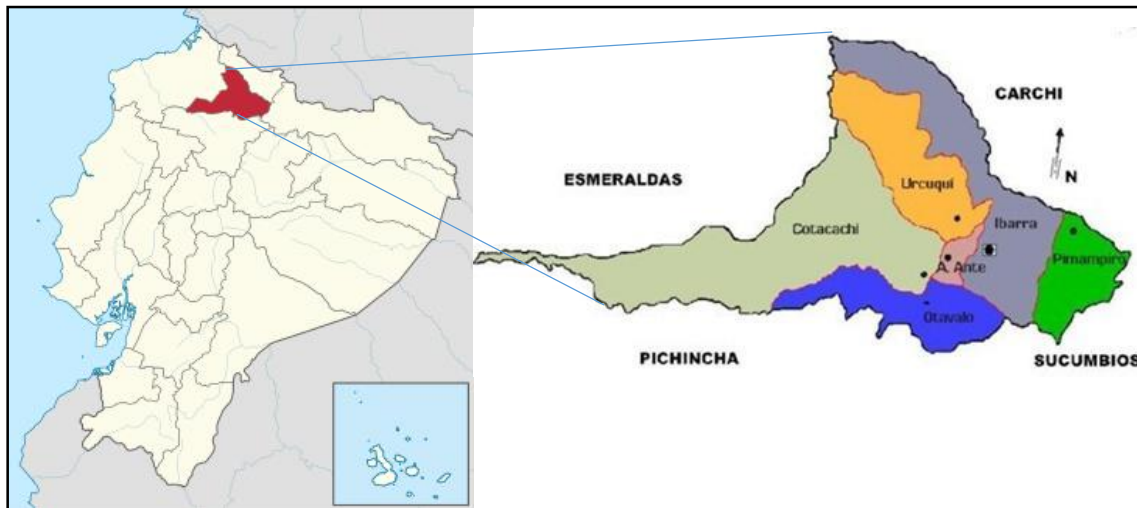 CARCHI
N
ESMERALDAS
Urcuquí
Ibarra
Cotacachi
Pimampiro
A. Ante
Otavalo
PICHINCHA
SUCUMBIOS